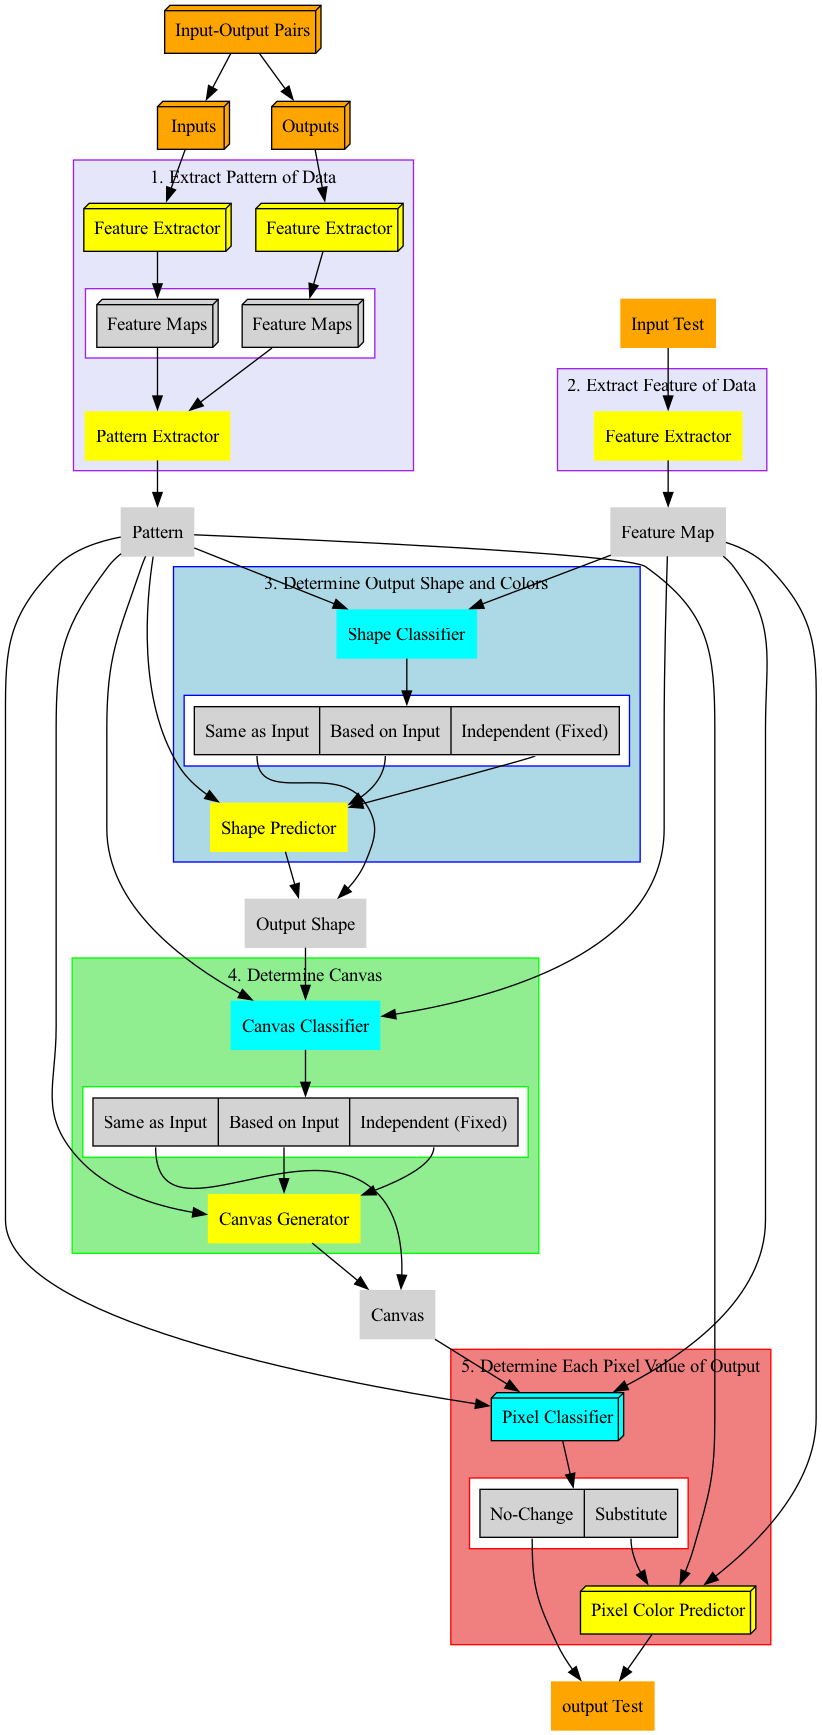 Input-Output Pairs
Inputs
Outputs
1. Extract Pattern of Data
Feature Extractor
Feature Extractor
Feature Maps
Feature Maps
Input Test
2. Extract Feature of Data
Pattern Extractor
Feature Extractor
Pattern
Feature Map
3. Determine Output Shape and Colors
Shape Classifier
Same as Input
Based on Input
Independent (Fixed)
Shape Predictor
Output Shape
4. Determine Canvas
Canvas Classifier
Same as Input
Based on Input
Independent (Fixed)
Canvas Generator
Canvas
5. Determine Each Pixel Value of Output
Pixel Classifier
No-Change
Substitute
Pixel Color Predictor
output Test